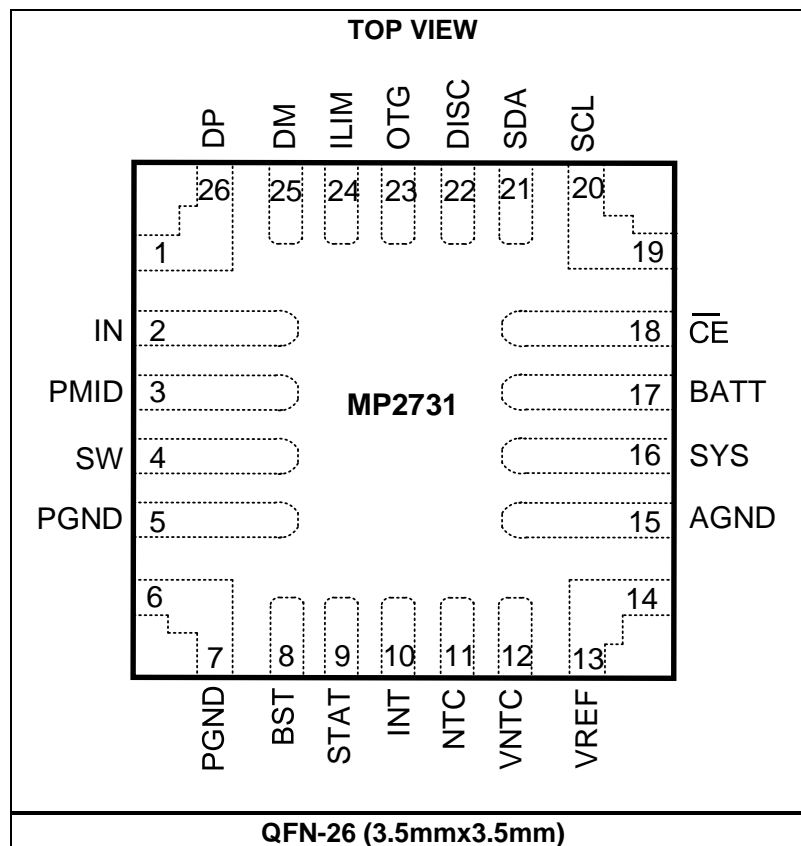 TOP VIEW
DP DM ILIM OTG DISC SDA SCL
26 25 24 23 22 21 20
1 19
IN 2 18 C̅E̅
PMID 3 MP2731 17 BATT
SW 4 16 SYS
PGND 5 15 AGND
6 14
7 8 9 10 11 12 13
PGND BST STAT INT NTC VNTC VREF
QFN-26 (3.5mmx3.5mm)